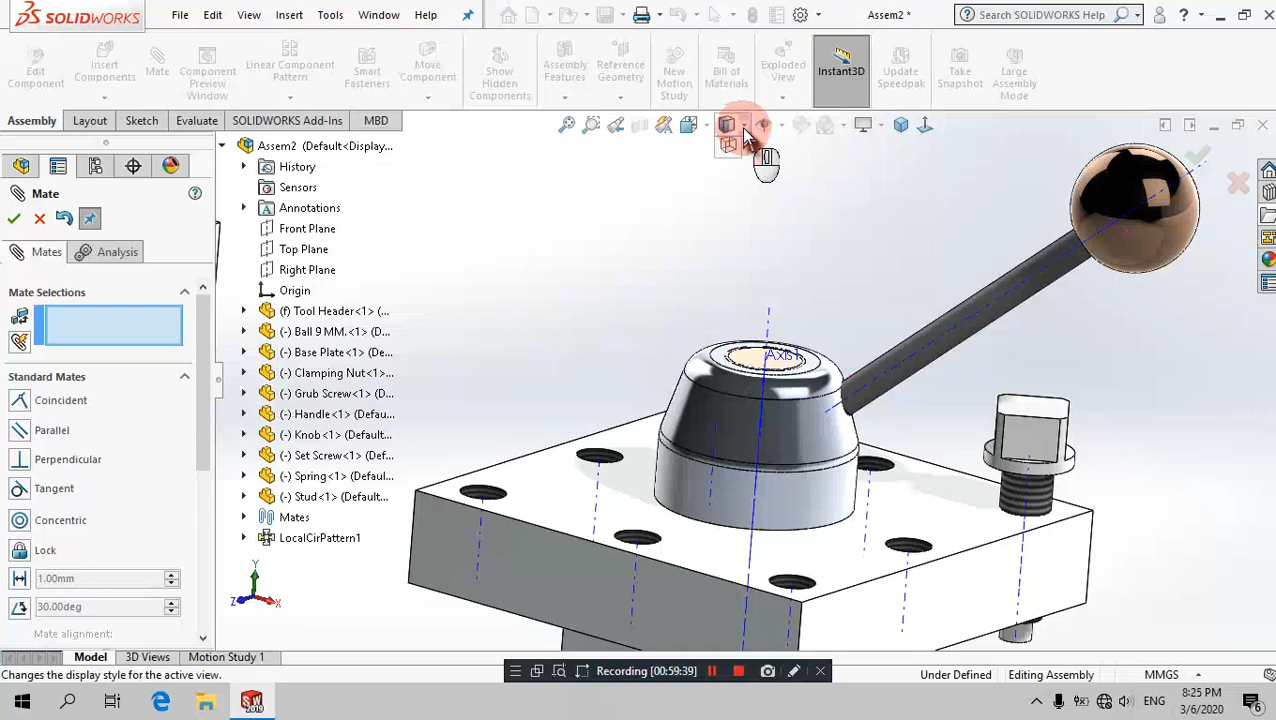 SOLIDWORKS File Edit View Insert Tools Window Help Assem2 * Search SOLIDWORKS Help
Edit Component
Insert Components
Mate
Component Preview Window
Linear Component Pattern
Smart Fasteners
Move Component
Show Hidden Components
Assembly Features
Reference Geometry
New Motion Study
Bill of Materials
Exploded View
Instant3D
Update Speedpak
Take Snapshot
Large Assembly Mode
Assembly Layout Sketch Evaluate SOLIDWORKS Add-Ins MBD
Mate
Mates Analysis
Mate Selections
Standard Mates
Coincident
Parallel
Perpendicular
Tangent
Concentric
Lock
1.00mm
30.00deg
Mate alignment:
Assem2 (Default<Display...
History
Sensors
Annotations
Front Plane
Top Plane
Right Plane
Origin
(f) Tool Header<1> (...
(-) Ball 9 MM.<1> (D...
(-) Base Plate<1> (De...
(-) Clamping Nut<1>...
(-) Grub Screw<1> (D...
(-) Handle<1> (Defau...
(-) Knob<1> (Default...
(-) Set Screw<1> (Def...
(-) Spring<1> (Defaul...
(-) Stud<1> (Default...
Mates
LocalCirPattern1
Axis1
Y
Z
X
Model 3D Views Motion Study 1
Recording [00:59:39]
Changes the display style for the active view. Under Defined Editing Assembly MMGS
SW 2019
ENG
8:25 PM
3/6/2020
6